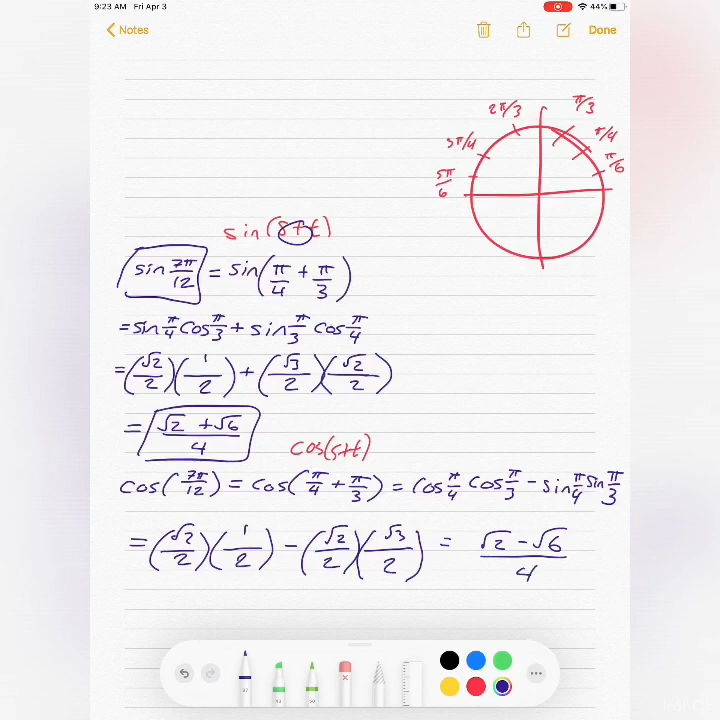 9:23 AM Fri Apr 3
44%
Notes
Done
2π/3
π/3
3π/4
π/4
5π/6
π/6
sin(s+t)
sin 7π/12 = sin(π/4 + π/3)
= sin π/4 cos π/3 + sin π/3 cos π/4
= (√2/2)(1/2) + (√3/2)(√2/2)
= √2 + √6 / 4
cos(s+t)
cos(7π/12) = cos(π/4 + π/3) = cos π/4 cos π/3 - sin π/4 sin π/3
= (√2/2)(1/2) - (√2/2)(√3/2) = √2 - √6 / 4
97